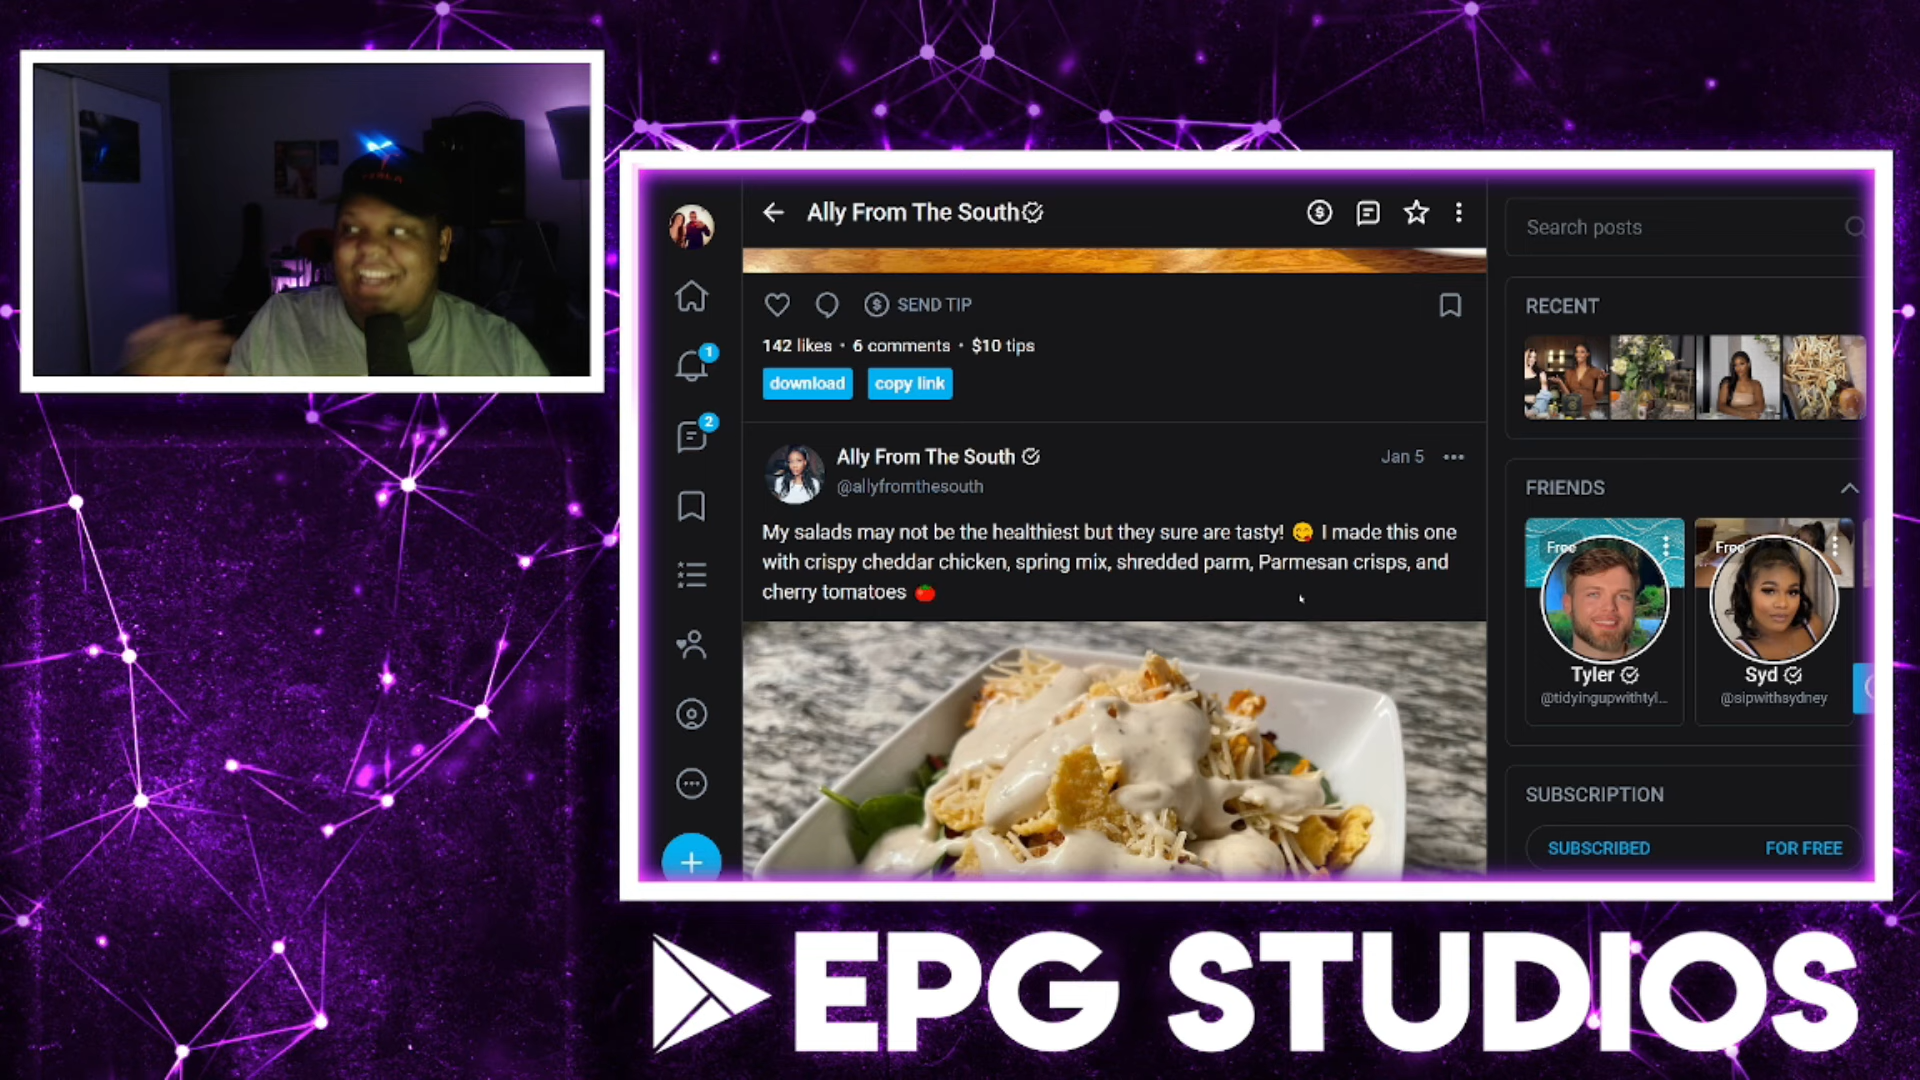 Ally From The South
SEND TIP
142 likes • 6 comments • $10 tips
download
copy link
1
2
Ally From The South
Jan 5
@allyfromthesouth
My salads may not be the healthiest but they sure are tasty! 😋 I made this one
with crispy cheddar chicken, spring mix, shredded parm, Parmesan crisps, and
cherry tomatoes 🍅
Search posts
RECENT
FRIENDS
Free
Tyler
@tidyingupwithtyl...
Free
Syd
@sipwithsydney
SUBSCRIPTION
SUBSCRIBED
FOR FREE
EPG STUDIOS